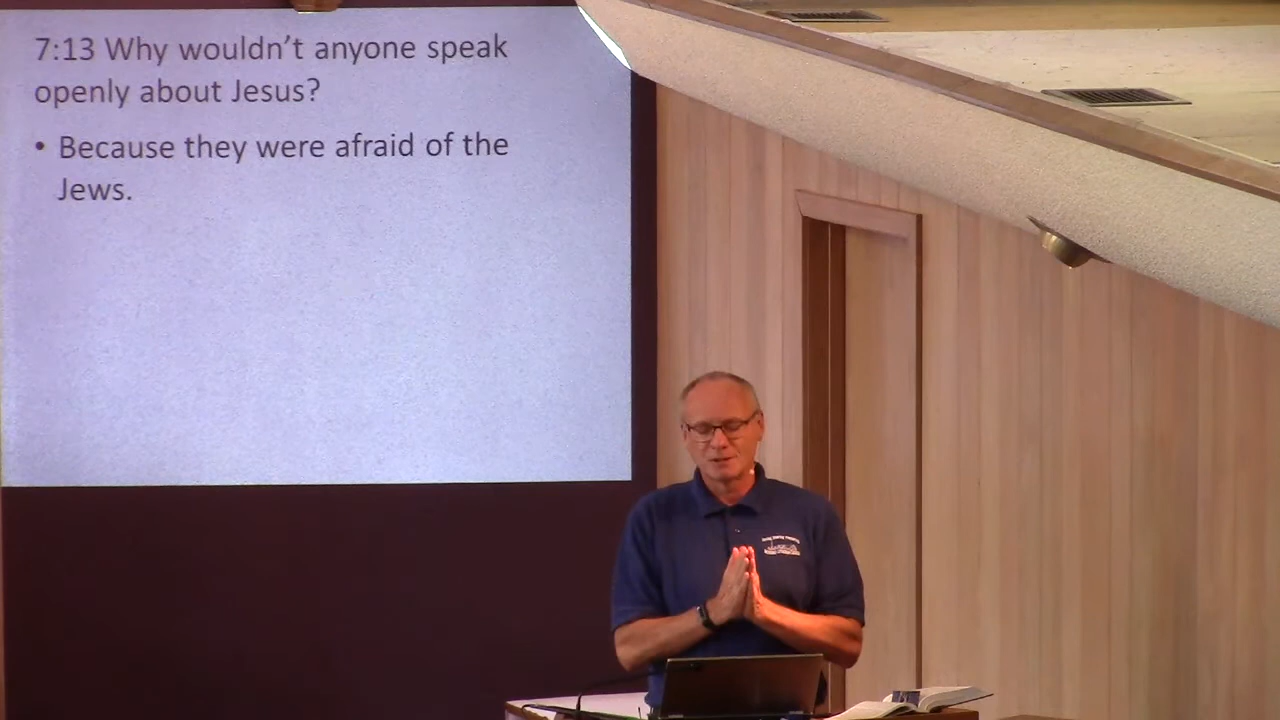 7:13 Why wouldn’t anyone speak
openly about Jesus?
• Because they were afraid of the
Jews.